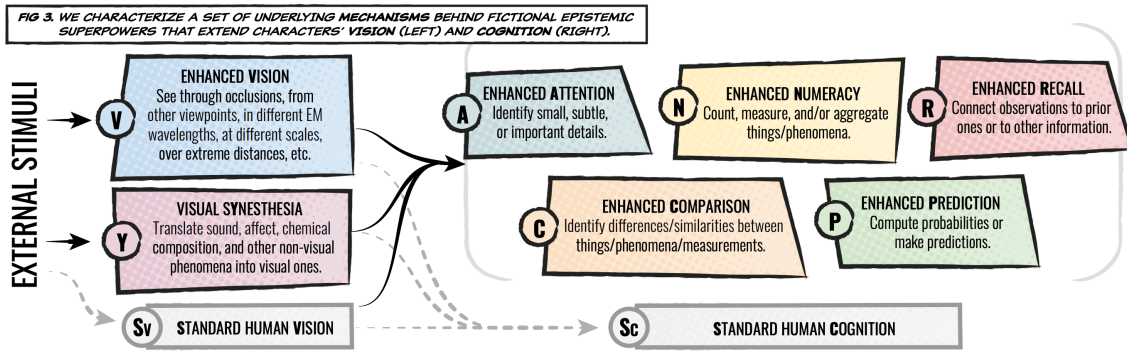 FIG 3. WE CHARACTERIZE A SET OF UNDERLYING MECHANISMS BEHIND FICTIONAL EPISTEMIC
SUPERPOWERS THAT EXTEND CHARACTERS' VISION (LEFT) AND COGNITION (RIGHT).
EXTERNAL STIMULI
V
ENHANCED VISION
See through occlusions, from
other viewpoints, in different EM
wavelengths, at different scales,
over extreme distances, etc.
Y
VISUAL SYNESTHESIA
Translate sound, affect, chemical
composition, and other non-visual
phenomena into visual ones.
SV
STANDARD HUMAN VISION
A
ENHANCED ATTENTION
Identify small, subtle,
or important details.
N
ENHANCED NUMERACY
Count, measure, and/or aggregate
things/phenomena.
R
ENHANCED RECALL
Connect observations to prior
ones or to other information.
C
ENHANCED COMPARISON
Identify differences/similarities between
things/phenomena/measurements.
P
ENHANCED PREDICTION
Compute probabilities or
make predictions.
SC
STANDARD HUMAN COGNITION